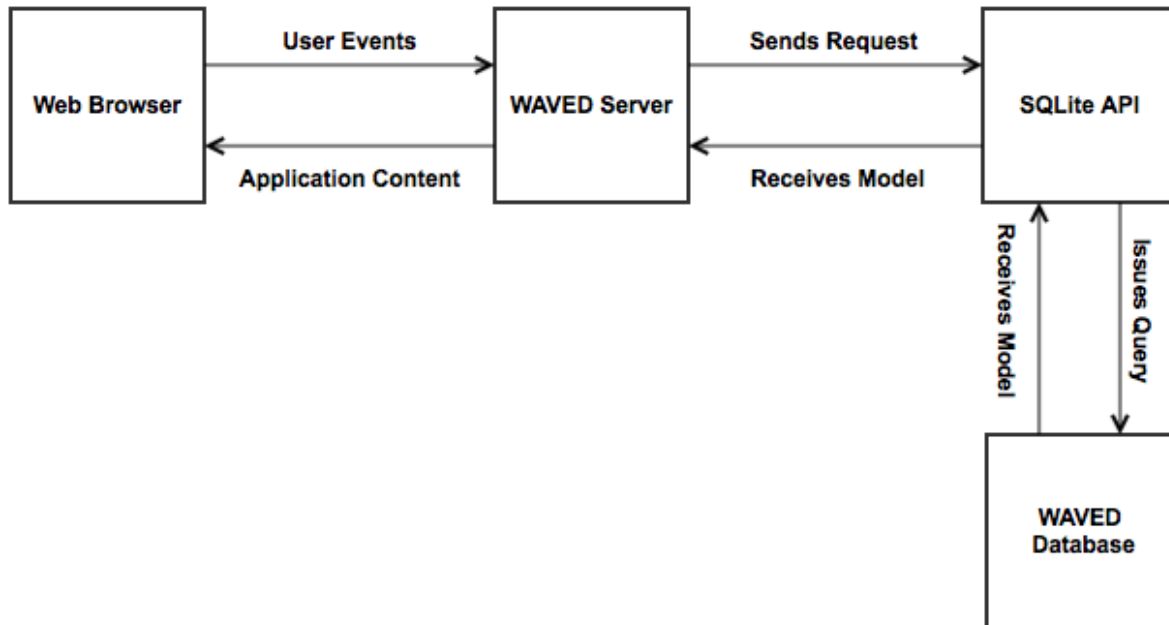 User Events
Sends Request
Web Browser
WAVED Server
SQLite API
Application Content
Receives Model
Receives Model
Issues Query
WAVED
Database